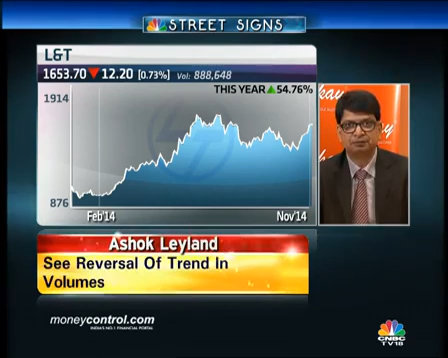 STREET SIGNS
L&T
1653.70 ▼ 12.20 [0.73%] Vol: 888,648
THIS YEAR ▲ 54.76%
1914
876
Feb'14
Nov'14
Ashok Leyland
See Reversal Of Trend In
Volumes
moneycontrol.com
INDIA'S NO.1 FINANCIAL PORTAL
CNBC
TV18